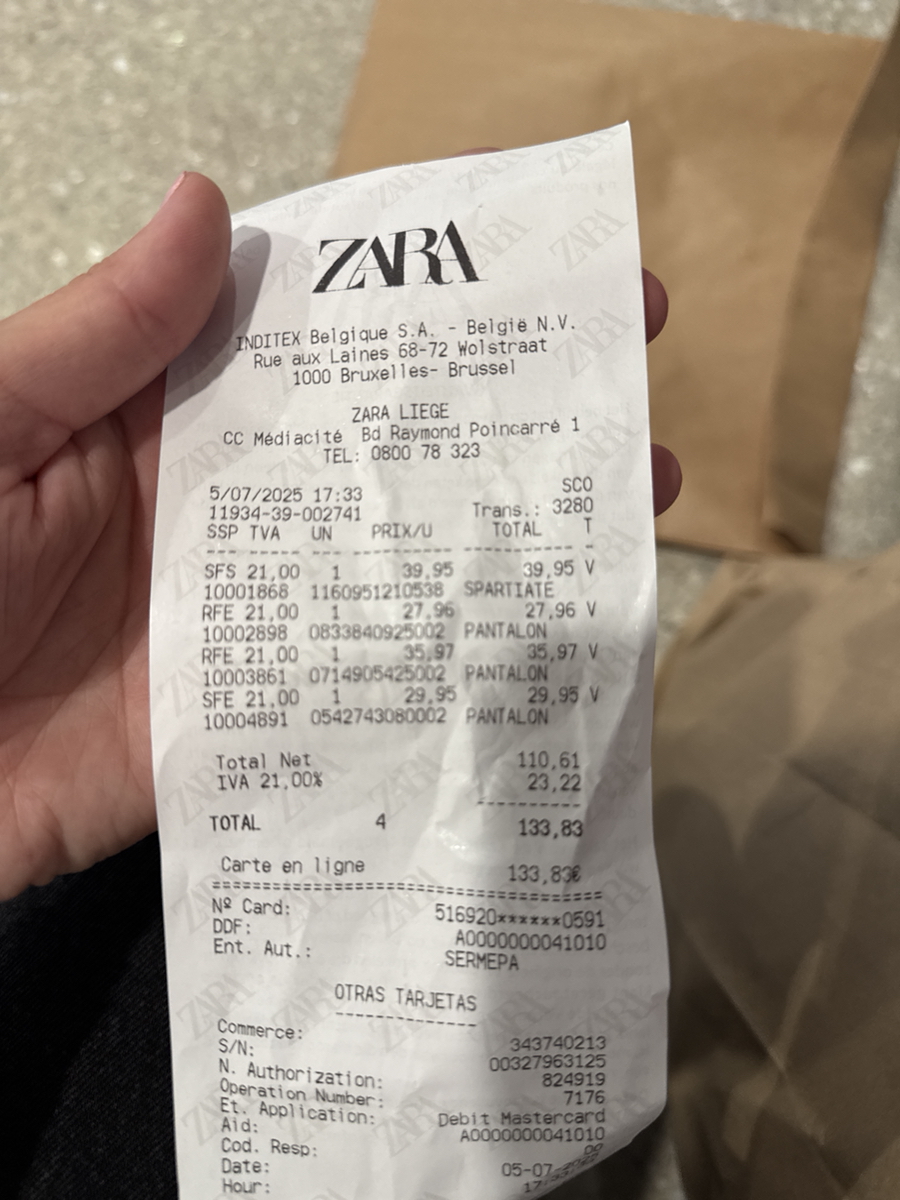 ZARA
INDITEX Belgique S.A. - België N.V.
Rue aux Laines 68-72 Wolstraat
1000 Bruxelles- Brussel
ZARA LIEGE
CC Médiacité Bd Raymond Poincarré 1
TEL: 0800 78 323
5/07/2025 17:33 SCO
11934-39-002741 Trans.: 3280
SSP TVA UN PRIX/U TOTAL T
SFS 21,00 1 39,95 39,95 V
10001868 1160951210538 SPARTIATE
RFE 21,00 1 27,96 27,96 V
10002898 0833840925002 PANTALON
RFE 21,00 1 35,97 35,97 V
10003861 0714905425002 PANTALON
SFE 21,00 1 29,95 29,95 V
10004891 0542743080002 PANTALON
Total Net 110,61
IVA 21,00% 23,22
TOTAL 4 133,83
Carte en ligne 133,83€
Nº Card: 516920******0591
DDF: A0000000041010
Ent. Aut.: SERMEPA
OTRAS TARJETAS
Commerce: 343740213
S/N: 00327963125
N. Authorization: 824919
Operation Number: 7176
Et. Application: Debit Mastercard
Aid: A0000000041010
Cod. Resp: 00
Date: 05-07-
Hour: 17: